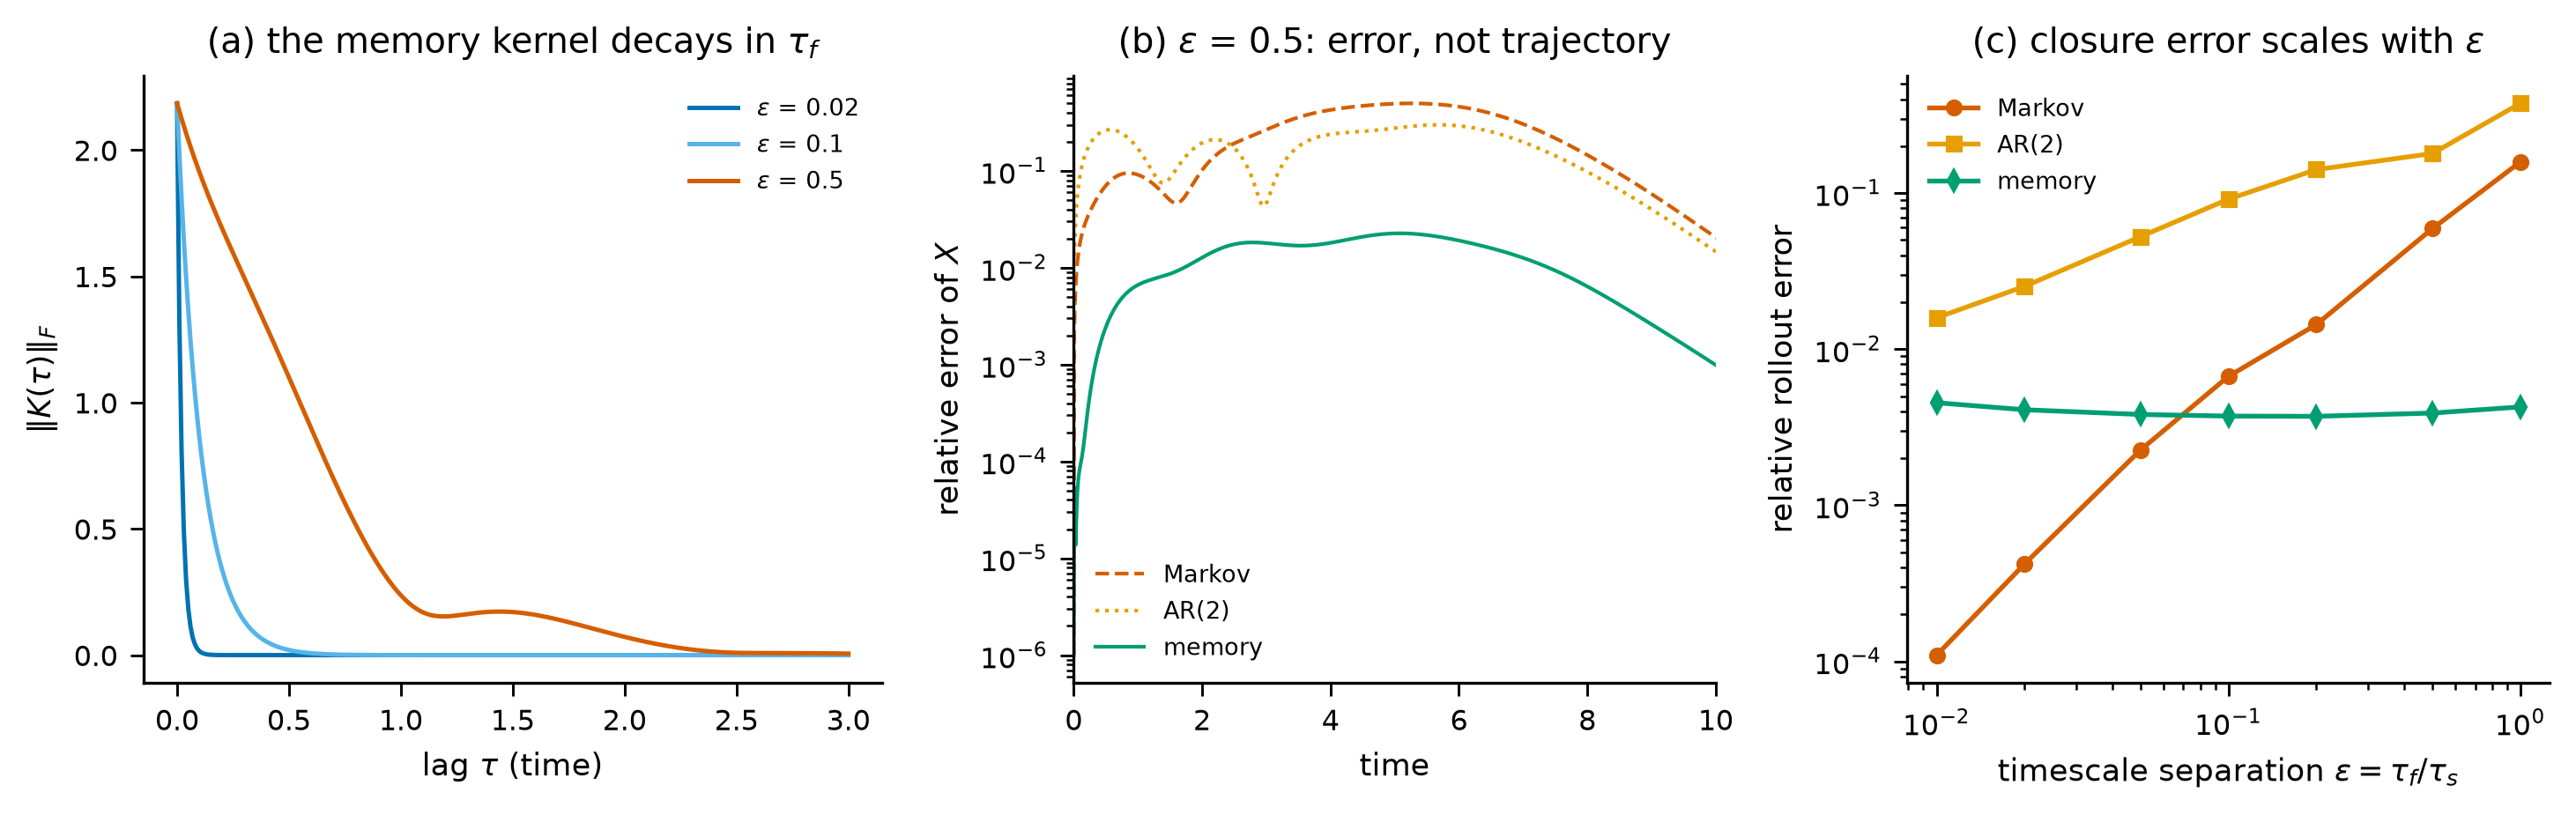 (a) the memory kernel decays in τ_f
‖K(τ)‖_F
2.0
1.5
1.0
0.5
0.0
ε = 0.02
ε = 0.1
ε = 0.5
0.0 0.5 1.0 1.5 2.0 2.5 3.0
lag τ (time)
(b) ε = 0.5: error, not trajectory
relative error of X
10⁻¹
10⁻²
10⁻³
10⁻⁴
10⁻⁵
10⁻⁶
Markov
AR(2)
memory
0 2 4 6 8 10
time
(c) closure error scales with ε
relative rollout error
10⁻¹
10⁻²
10⁻³
10⁻⁴
Markov
AR(2)
memory
10⁻² 10⁻¹ 10⁰
timescale separation ε = τ_f/τ_s